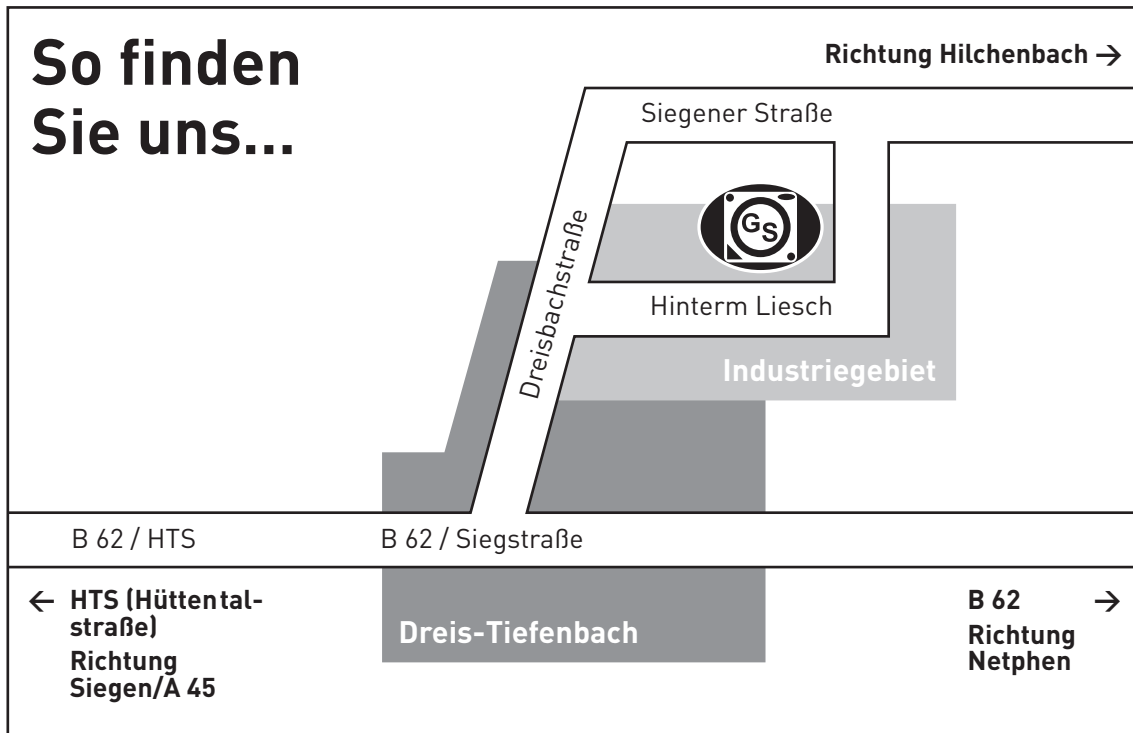 So finden
Sie uns...
Richtung Hilchenbach →
Siegener Straße
GS
Dreisbachstraße
Hinterm Liesch
Industriegebiet
B 62 / HTS
B 62 / Siegstraße
← HTS (Hüttental-
straße)
Richtung
Siegen/A 45
Dreis-Tiefenbach
B 62 →
Richtung
Netphen